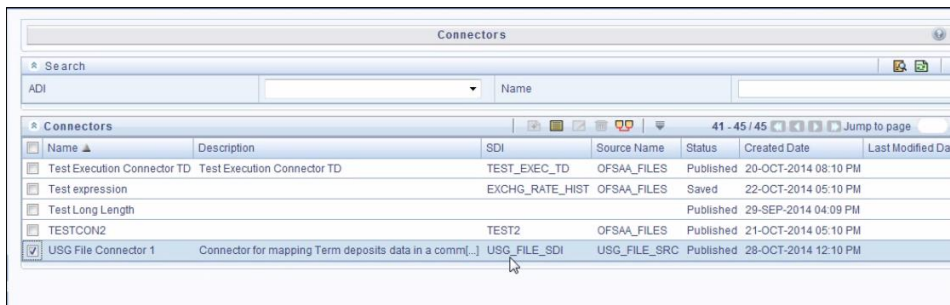 Connectors
Search
ADI Name
Connectors 41 - 45 / 45 Jump to page
Name Description SDI Source Name Status Created Date Last Modified Da
Test Execution Connector TD Test Execution Connector TD TEST_EXEC_TD OFSAA_FILES Published 20-OCT-2014 08:10 PM
Test expression EXCHG_RATE_HIST OFSAA_FILES Saved 22-OCT-2014 05:10 PM
Test Long Length Published 29-SEP-2014 04:09 PM
TESTCON2 TEST2 OFSAA_FILES Published 21-OCT-2014 05:10 PM
USG File Connector 1 Connector for mapping Term deposits data in a comm[...] USG_FILE_SDI USG_FILE_SRC Published 28-OCT-2014 12:10 PM